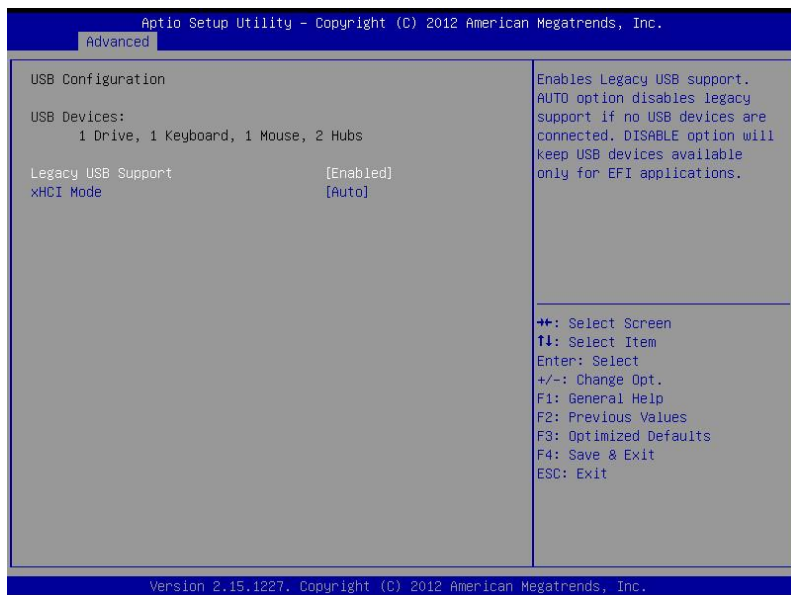 Aptio Setup Utility – Copyright (C) 2012 American Megatrends, Inc.
Advanced
USB Configuration
USB Devices:
1 Drive, 1 Keyboard, 1 Mouse, 2 Hubs
Legacy USB Support [Enabled]
xHCI Mode [Auto]
Enables Legacy USB support.
AUTO option disables legacy
support if no USB devices are
connected. DISABLE option will
keep USB devices available
only for EFI applications.
→←: Select Screen
↑↓: Select Item
Enter: Select
+/-: Change Opt.
F1: General Help
F2: Previous Values
F3: Optimized Defaults
F4: Save & Exit
ESC: Exit
Version 2.15.1227. Copyright (C) 2012 American Megatrends, Inc.